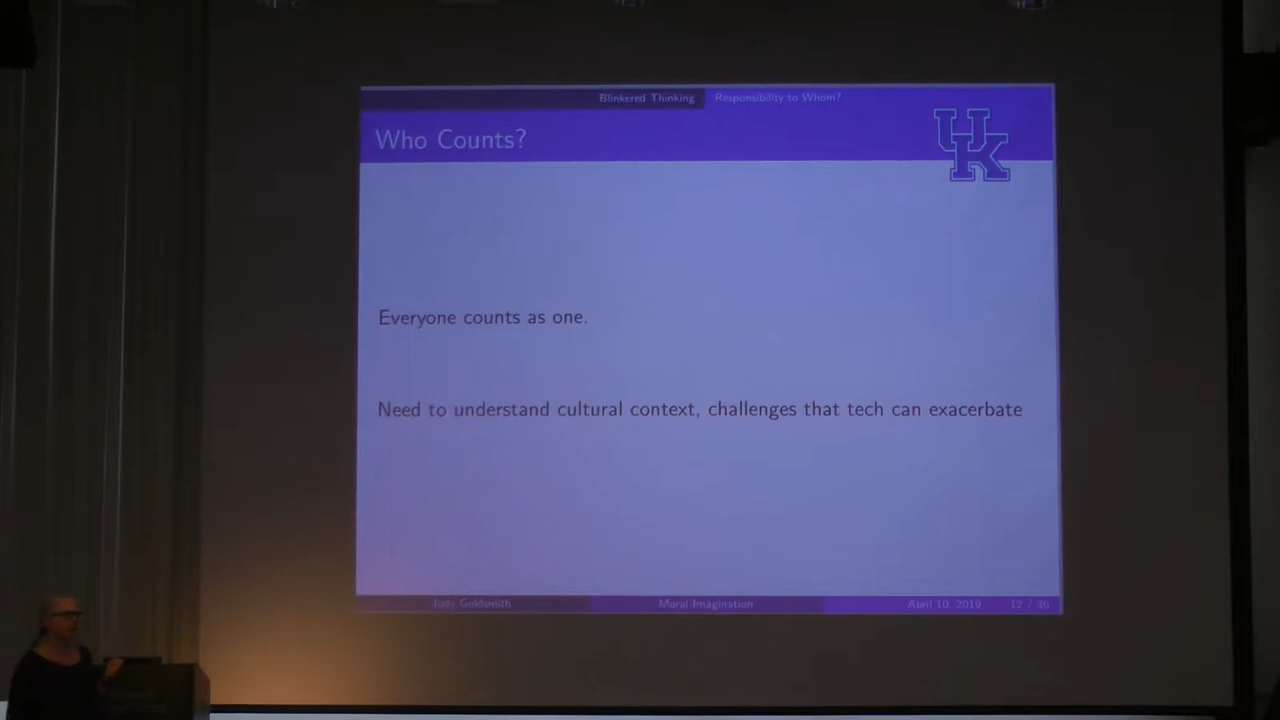 Blinkered Thinking Responsibility to Whom?
Who Counts?
UK
Everyone counts as one.
Need to understand cultural context, challenges that tech can exacerbate
Judy Goldsmith Moral Imagination April 10, 2019 12 / 36